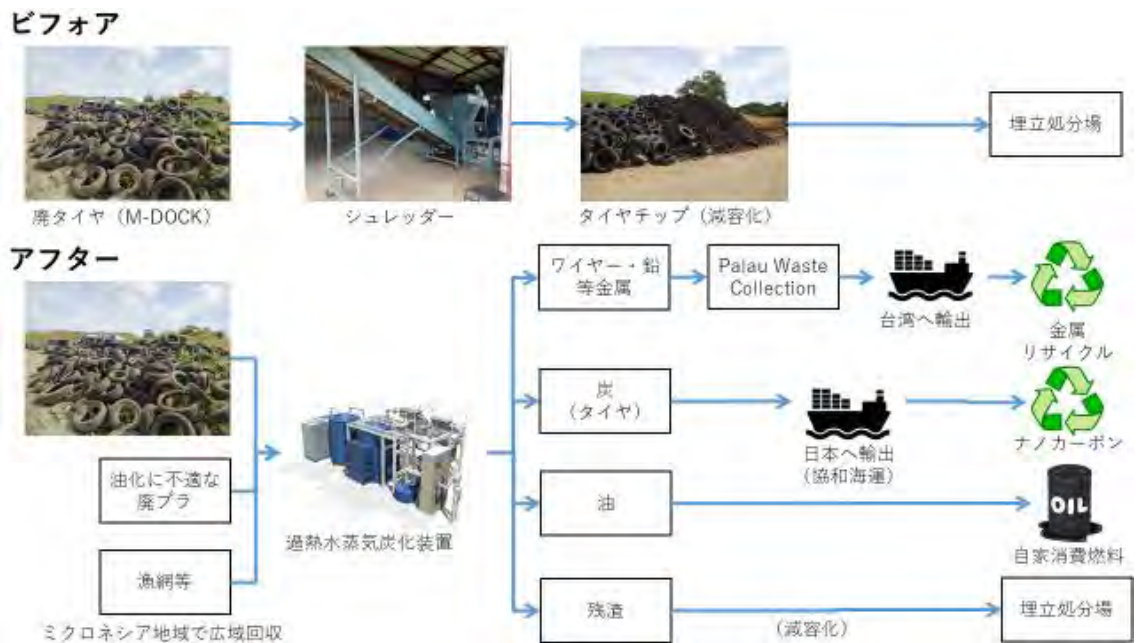 ビフォア
廃タイヤ（M-DOCK）
シュレッダー
タイヤチップ（減容化）
埋立処分場
アフター
油化に不適な
廃プラ
漁網等
ミクロネシア地域で広域回収
過熱水蒸気炭化装置
ワイヤー・鉛
等金属
Palau Waste
Collection
台湾へ輸出
金属
リサイクル
炭
（タイヤ）
日本へ輸出
（協和海運）
ナノカーボン
油
OIL
自家消費燃料
残渣
（減容化）
埋立処分場